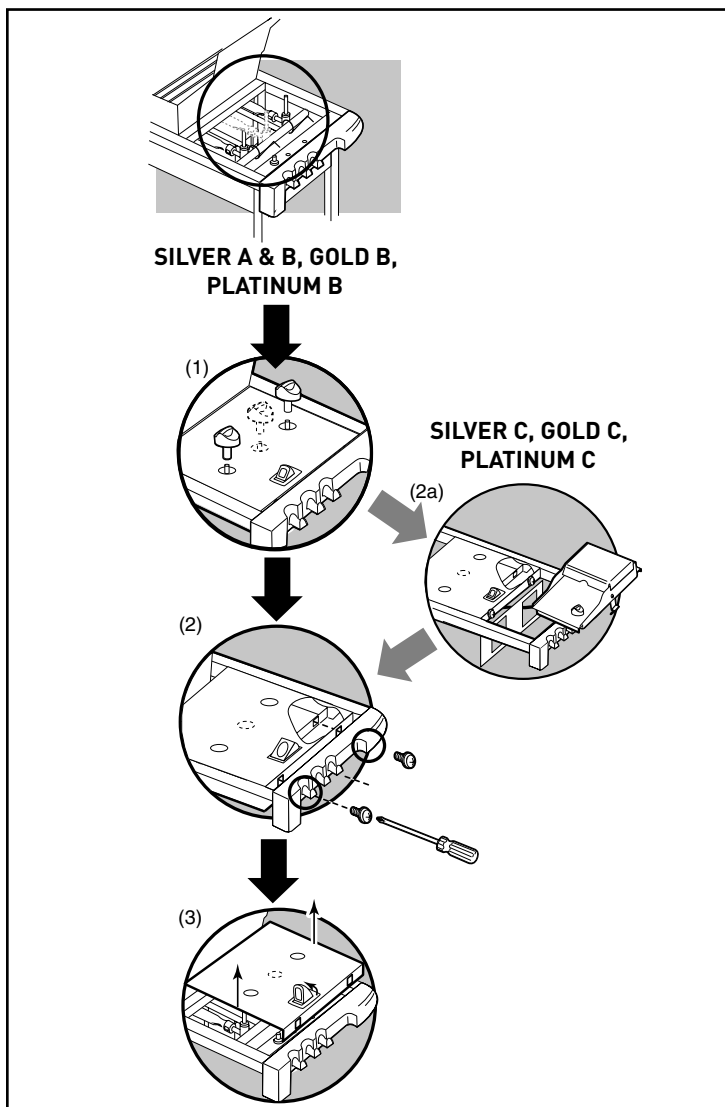 SILVER A & B, GOLD B,
PLATINUM B
(1)
SILVER C, GOLD C,
PLATINUM C
(2a)
(2)
(3)